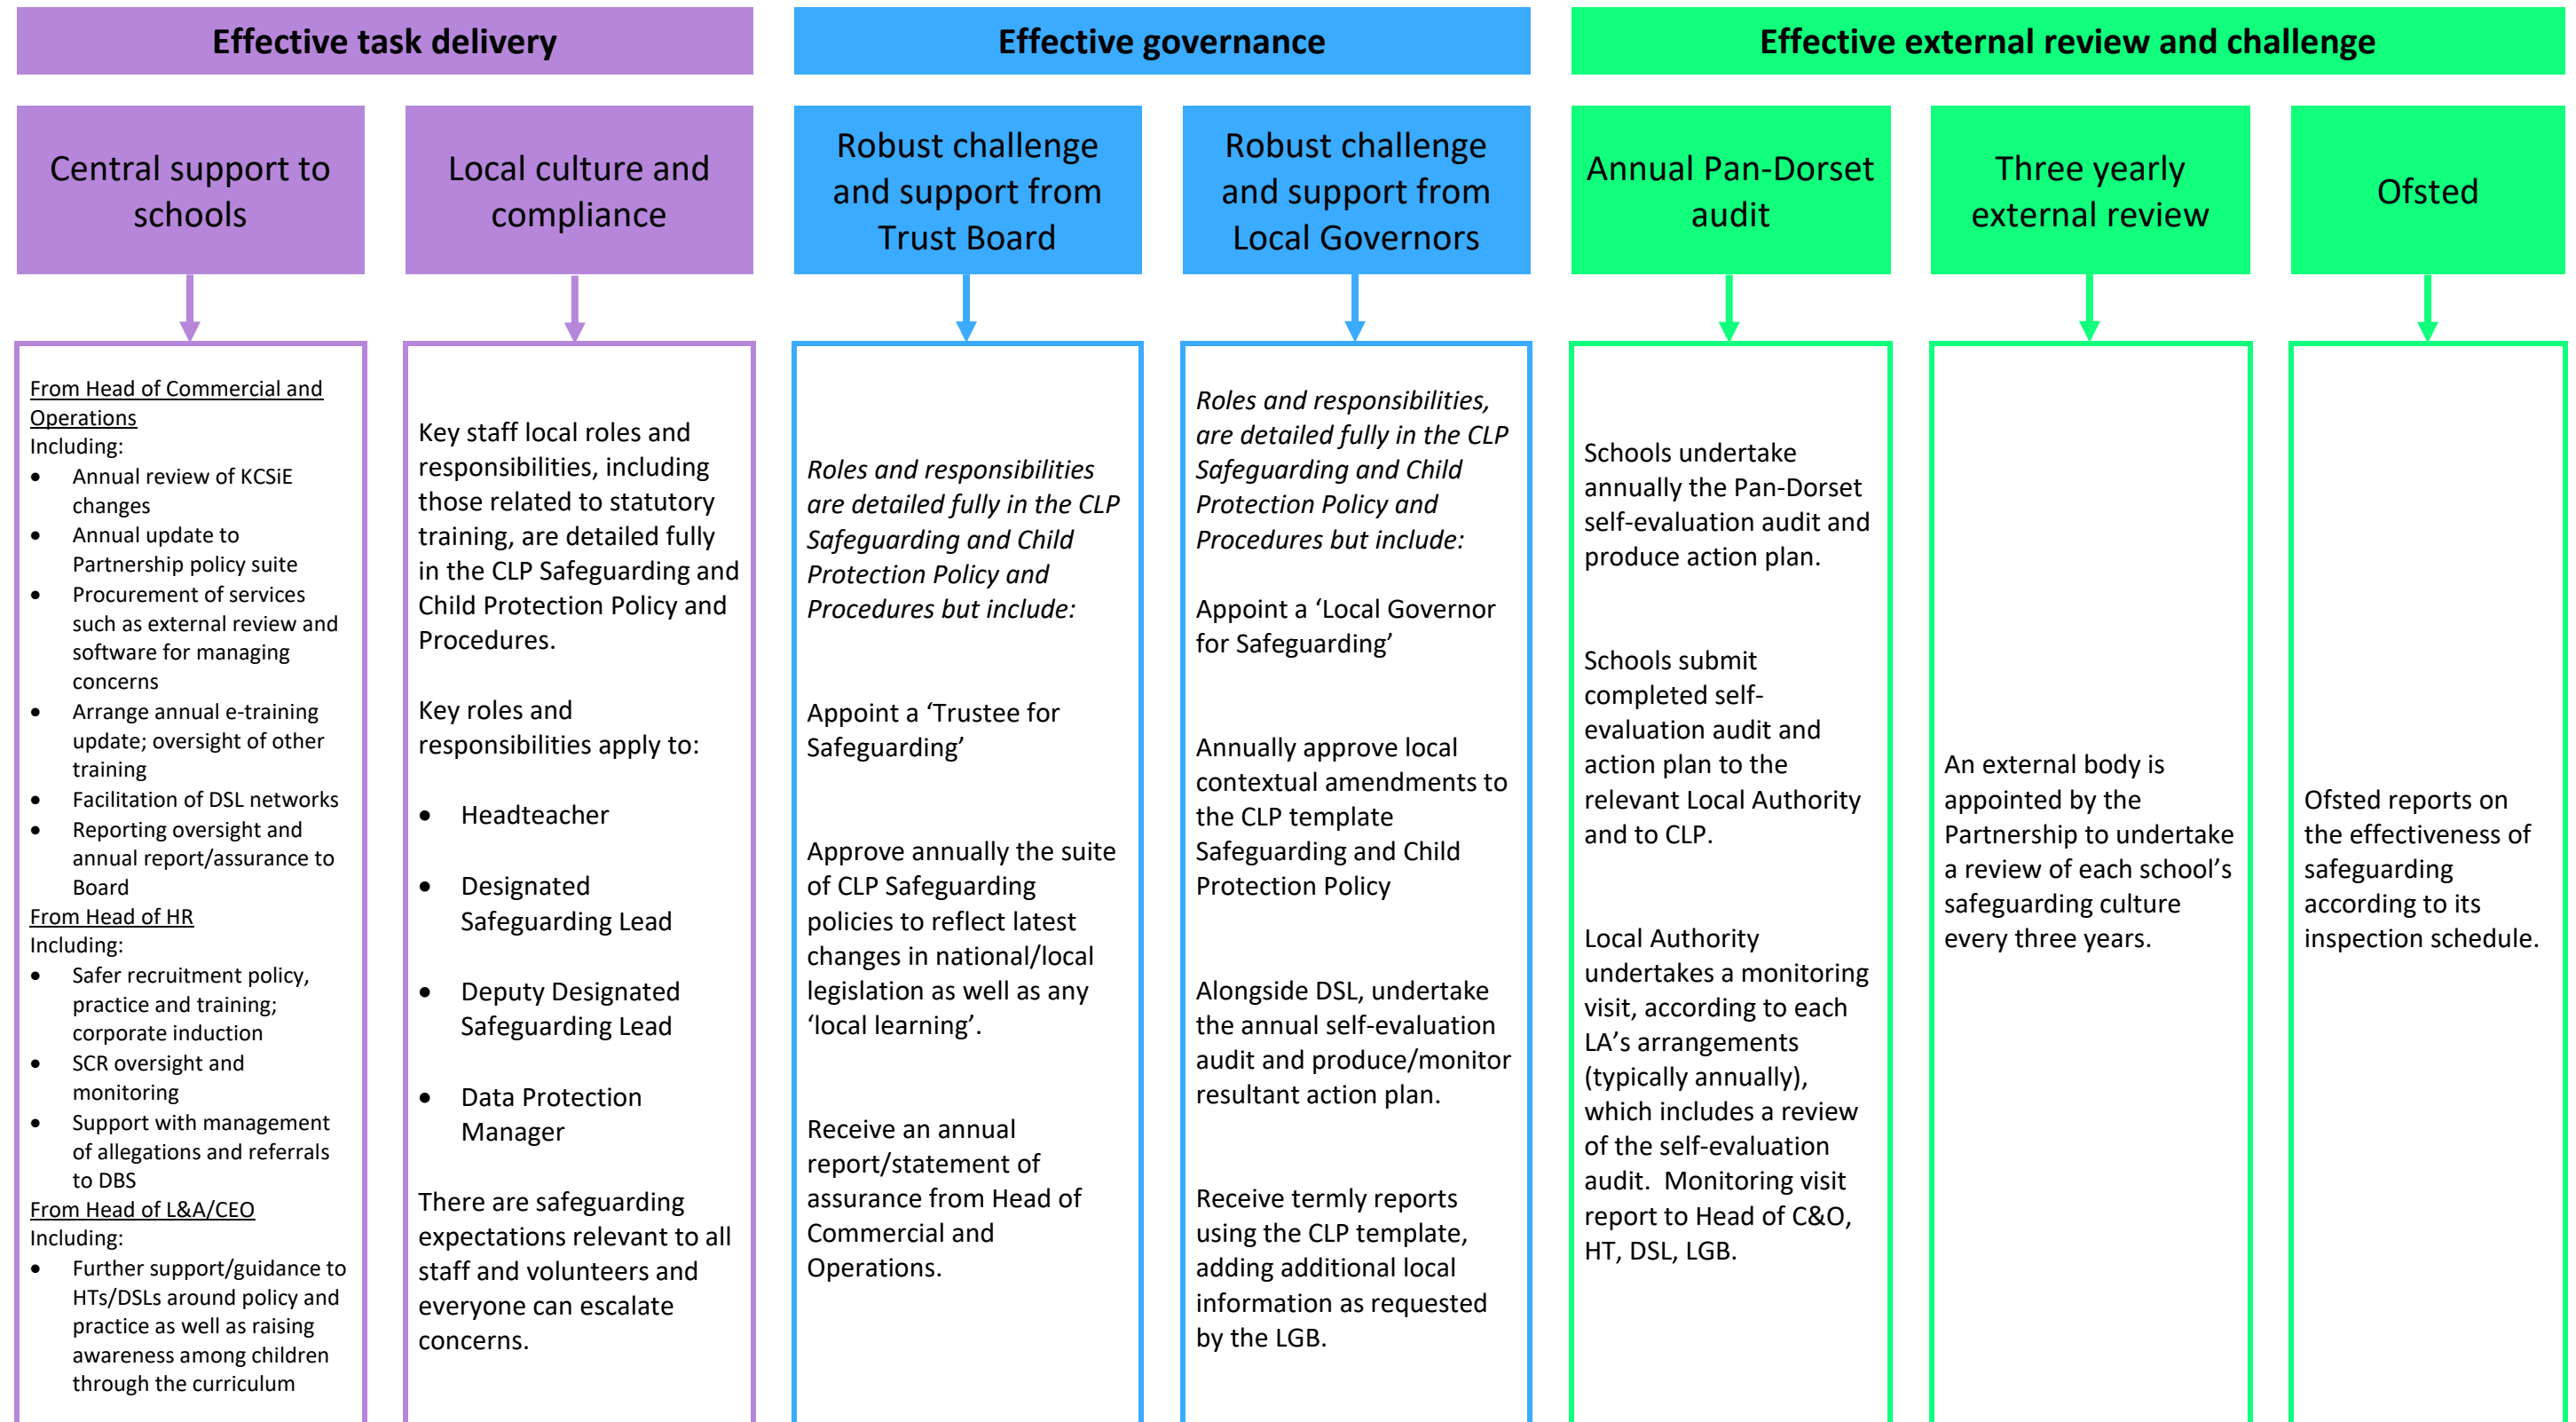 Effective task delivery
Effective governance
Effective external review and challenge
Central support to
schools
Local culture and
compliance
Robust challenge
and support from
Trust Board
Robust challenge
and support from
Local Governors
Annual Pan-Dorset
audit
Three yearly
external review
Ofsted
From Head of Commercial and
Operations
Including:
• Annual review of KCSiE
changes
• Annual update to
Partnership policy suite
• Procurement of services
such as external review and
software for managing
concerns
• Arrange annual e-training
update; oversight of other
training
• Facilitation of DSL networks
• Reporting oversight and
annual report/assurance to
Board
From Head of HR
Including:
• Safer recruitment policy,
practice and training;
corporate induction
• SCR oversight and
monitoring
• Support with management
of allegations and referrals
to DBS
From Head of L&A/CEO
Including:
• Further support/guidance to
HTs/DSLs around policy and
practice as well as raising
awareness among children
through the curriculum
Key staff local roles and
responsibilities, including
those related to statutory
training, are detailed fully
in the CLP Safeguarding and
Child Protection Policy and
Procedures.
Key roles and
responsibilities apply to:
• Headteacher
• Designated
Safeguarding Lead
• Deputy Designated
Safeguarding Lead
• Data Protection
Manager
There are safeguarding
expectations relevant to all
staff and volunteers and
everyone can escalate
concerns.
Roles and responsibilities
are detailed fully in the CLP
Safeguarding and Child
Protection Policy and
Procedures but include:
Appoint a ‘Trustee for
Safeguarding’
Approve annually the suite
of CLP Safeguarding
policies to reflect latest
changes in national/local
legislation as well as any
‘local learning’.
Receive an annual
report/statement of
assurance from Head of
Commercial and
Operations.
Roles and responsibilities,
are detailed fully in the CLP
Safeguarding and Child
Protection Policy and
Procedures but include:
Appoint a ‘Local Governor
for Safeguarding’
Annually approve local
contextual amendments to
the CLP template
Safeguarding and Child
Protection Policy
Alongside DSL, undertake
the annual self-evaluation
audit and produce/monitor
resultant action plan.
Receive termly reports
using the CLP template,
adding additional local
information as requested
by the LGB.
Schools undertake
annually the Pan-Dorset
self-evaluation audit and
produce action plan.
Schools submit
completed self-
evaluation audit and
action plan to the
relevant Local Authority
and to CLP.
Local Authority
undertakes a monitoring
visit, according to each
LA’s arrangements
(typically annually),
which includes a review
of the self-evaluation
audit.  Monitoring visit
report to Head of C&O,
HT, DSL, LGB.
An external body is
appointed by the
Partnership to undertake
a review of each school’s
safeguarding culture
every three years.
Ofsted reports on
the effectiveness of
safeguarding
according to its
inspection schedule.